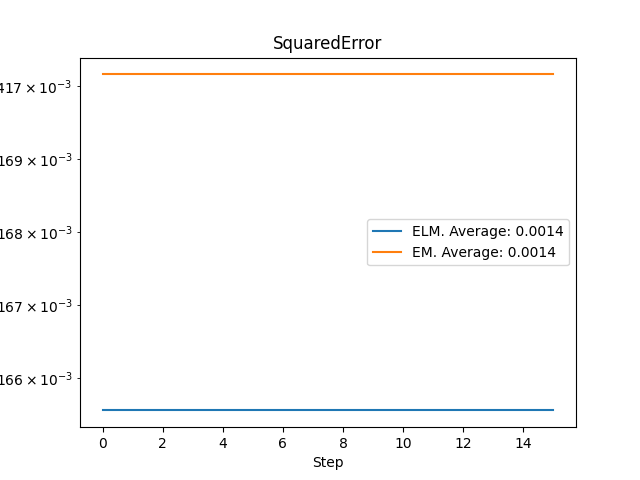 SquaredError
417 × 10⁻³
169 × 10⁻³
168 × 10⁻³
167 × 10⁻³
166 × 10⁻³
ELM. Average: 0.0014
EM. Average: 0.0014
0 2 4 6 8 10 12 14
Step